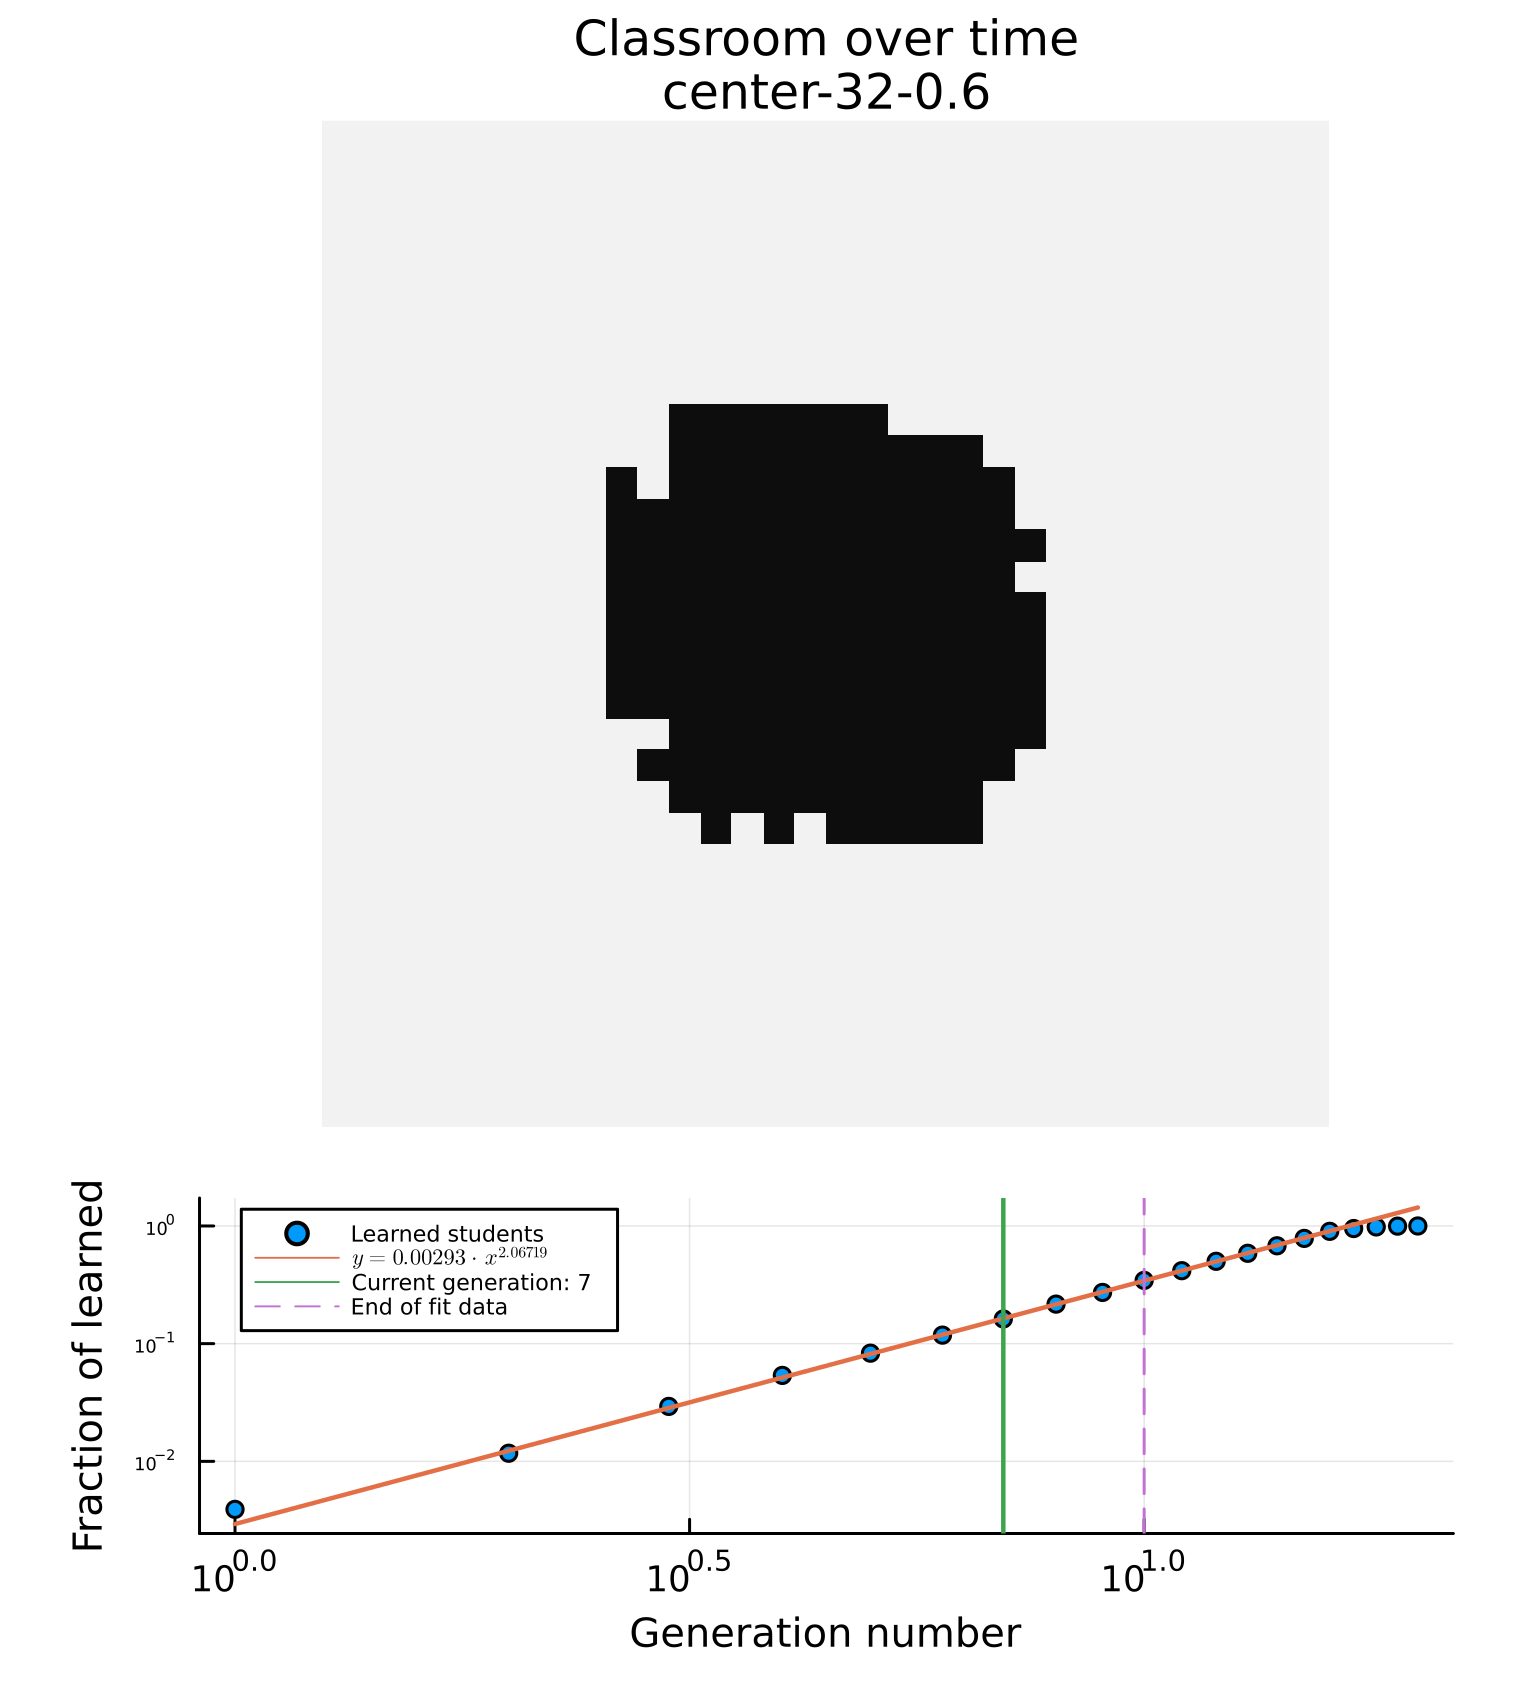 Classroom over time
center-32-0.6
Fraction of learned
10⁰
10⁻¹
10⁻²
Learned students
y = 0.00293 · x^2.06719
Current generation: 7
End of fit data
10^0.0 10^0.5 10^1.0
Generation number